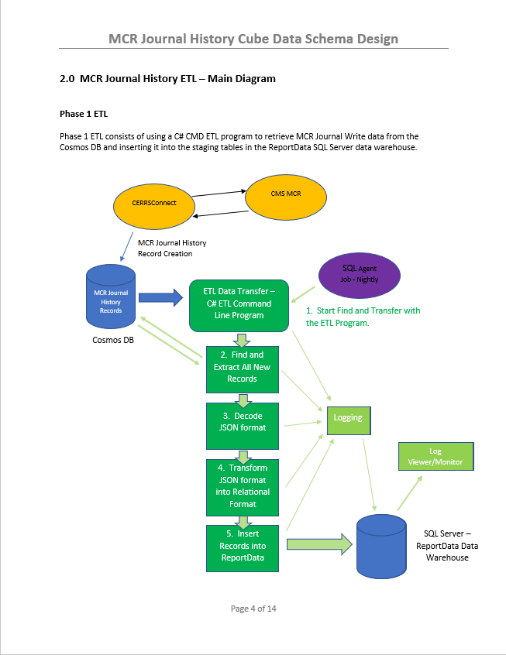 MCR Journal History Cube Data Schema Design
2.0 MCR Journal History ETL – Main Diagram
Phase 1 ETL
Phase 1 ETL consists of using a C# CMD ETL program to retrieve MCR Journal Write data from the
Cosmos DB and inserting it into the staging tables in the ReportData SQL Server data warehouse.
CERRSConnect
CMS MCR
MCR Journal History
Record Creation
SQL Agent
Job - Nightly
MCR Journal
History
Records
ETL Data Transfer –
C# ETL Command
Line Program
1. Start Find and Transfer with
the ETL Program.
Cosmos DB
2. Find and
Extract All New
Records
3. Decode
JSON format
Logging
Log
Viewer/Monitor
4. Transform
JSON format
into Relational
Format
5. Insert
Records into
ReportData
SQL Server –
ReportData Data
Warehouse
Page 4 of 14